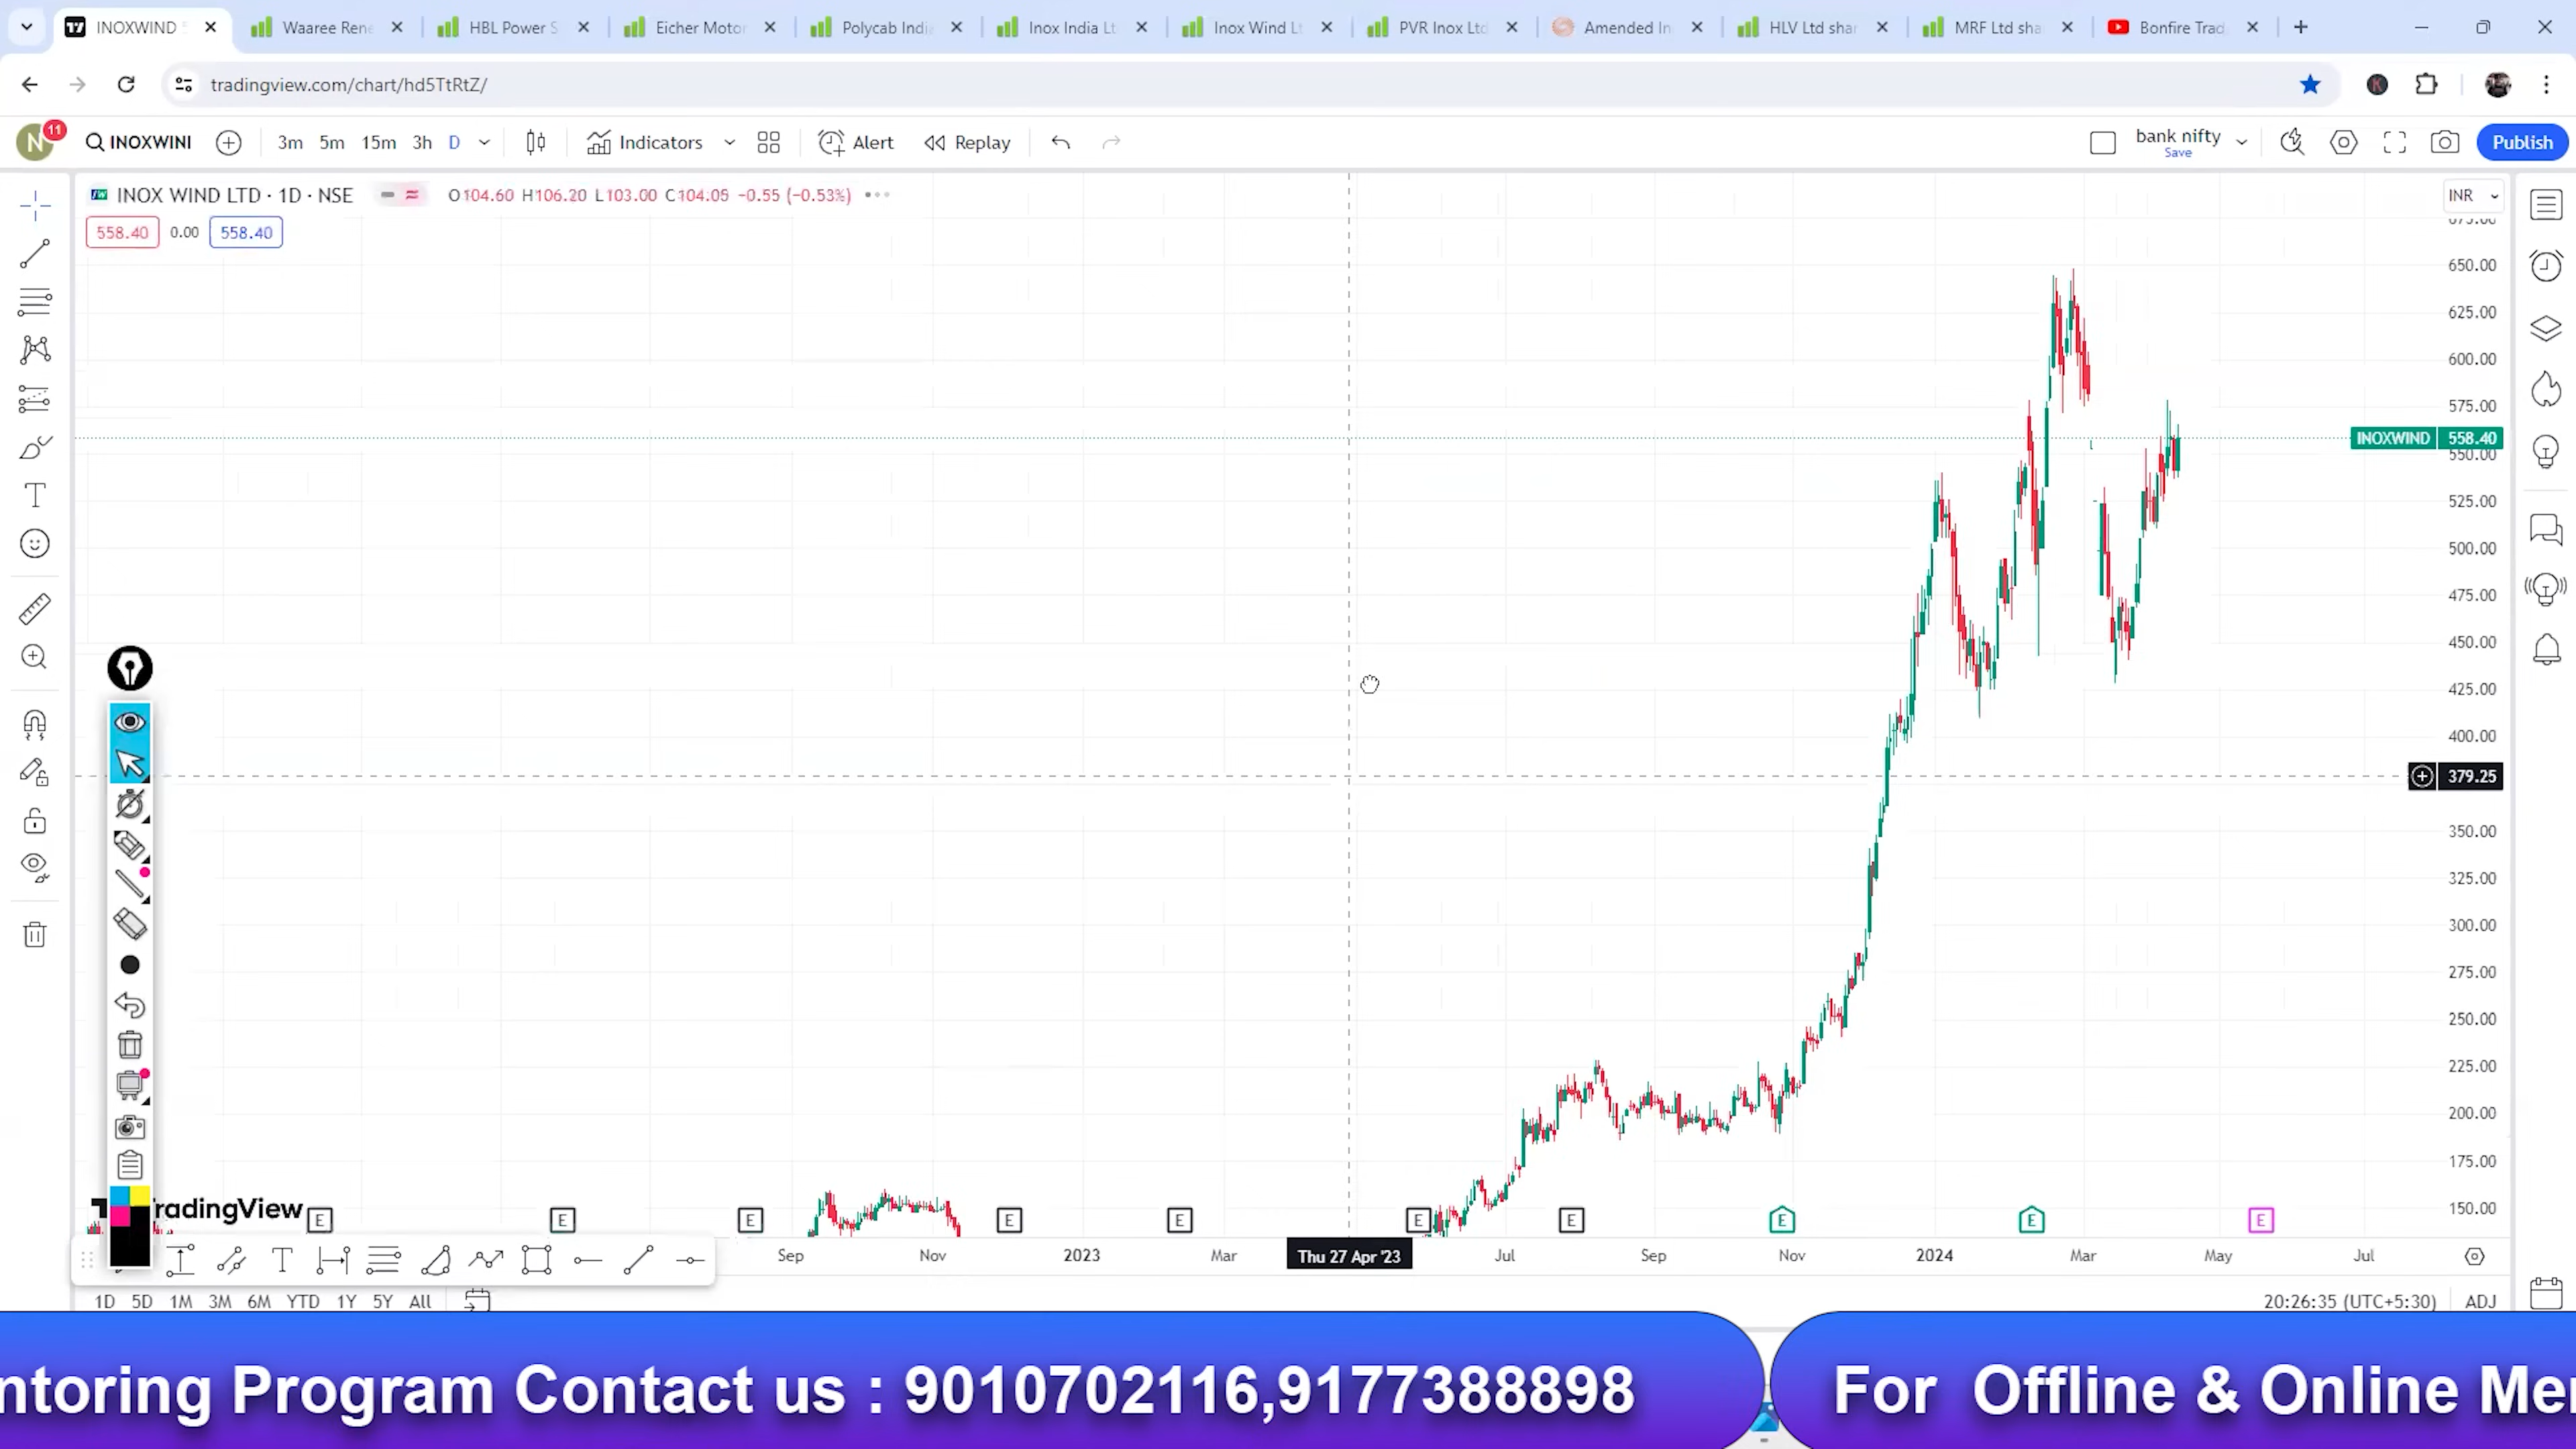 INOXWIND 5
Waaree Rene
HBL Power S
Eicher Motor
Polycab Indi
Inox India Lt
Inox Wind Lt
PVR Inox Ltd
Amended In
HLV Ltd shar
MRF Ltd sha
Bonfire Trad
tradingview.com/chart/hd5TtRtZ/
N 11 INOXWINI 3m 5m 15m 3h D Indicators Alert Replay bank nifty Save Publish
INOX WIND LTD · 1D · NSE O104.60 H106.20 L103.00 C104.05 −0.55 (−0.53%) INR
558.40 0.00 558.40
675.00
650.00
625.00
600.00
575.00
INOXWIND 558.40
550.00
525.00
500.00
475.00
450.00
425.00
400.00
379.25
350.00
325.00
300.00
275.00
250.00
225.00
200.00
175.00
150.00
TradingView E E E E E E E E E E
Sep Nov 2023 Mar Thu 27 Apr '23 Jul Sep Nov 2024 Mar May Jul
1D 5D 1M 3M 6M YTD 1Y 5Y All 20:26:35 (UTC+5:30) ADJ
ntoring Program Contact us : 9010702116,9177388898 For Offline & Online Me